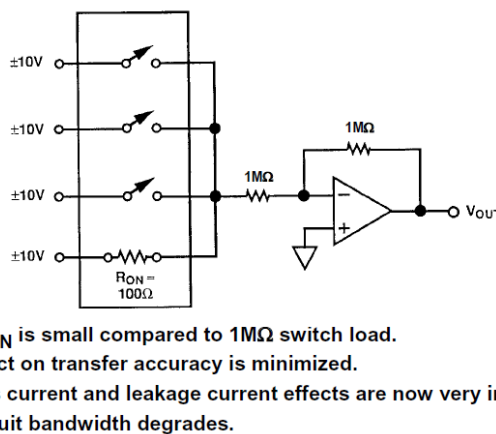 ±10V
±10V
±10V
±10V
RON =
100Ω
1MΩ
1MΩ
−
+
VOUT
N is small compared to 1MΩ switch load.
ct on transfer accuracy is minimized.
current and leakage current effects are now very i
uit bandwidth degrades.